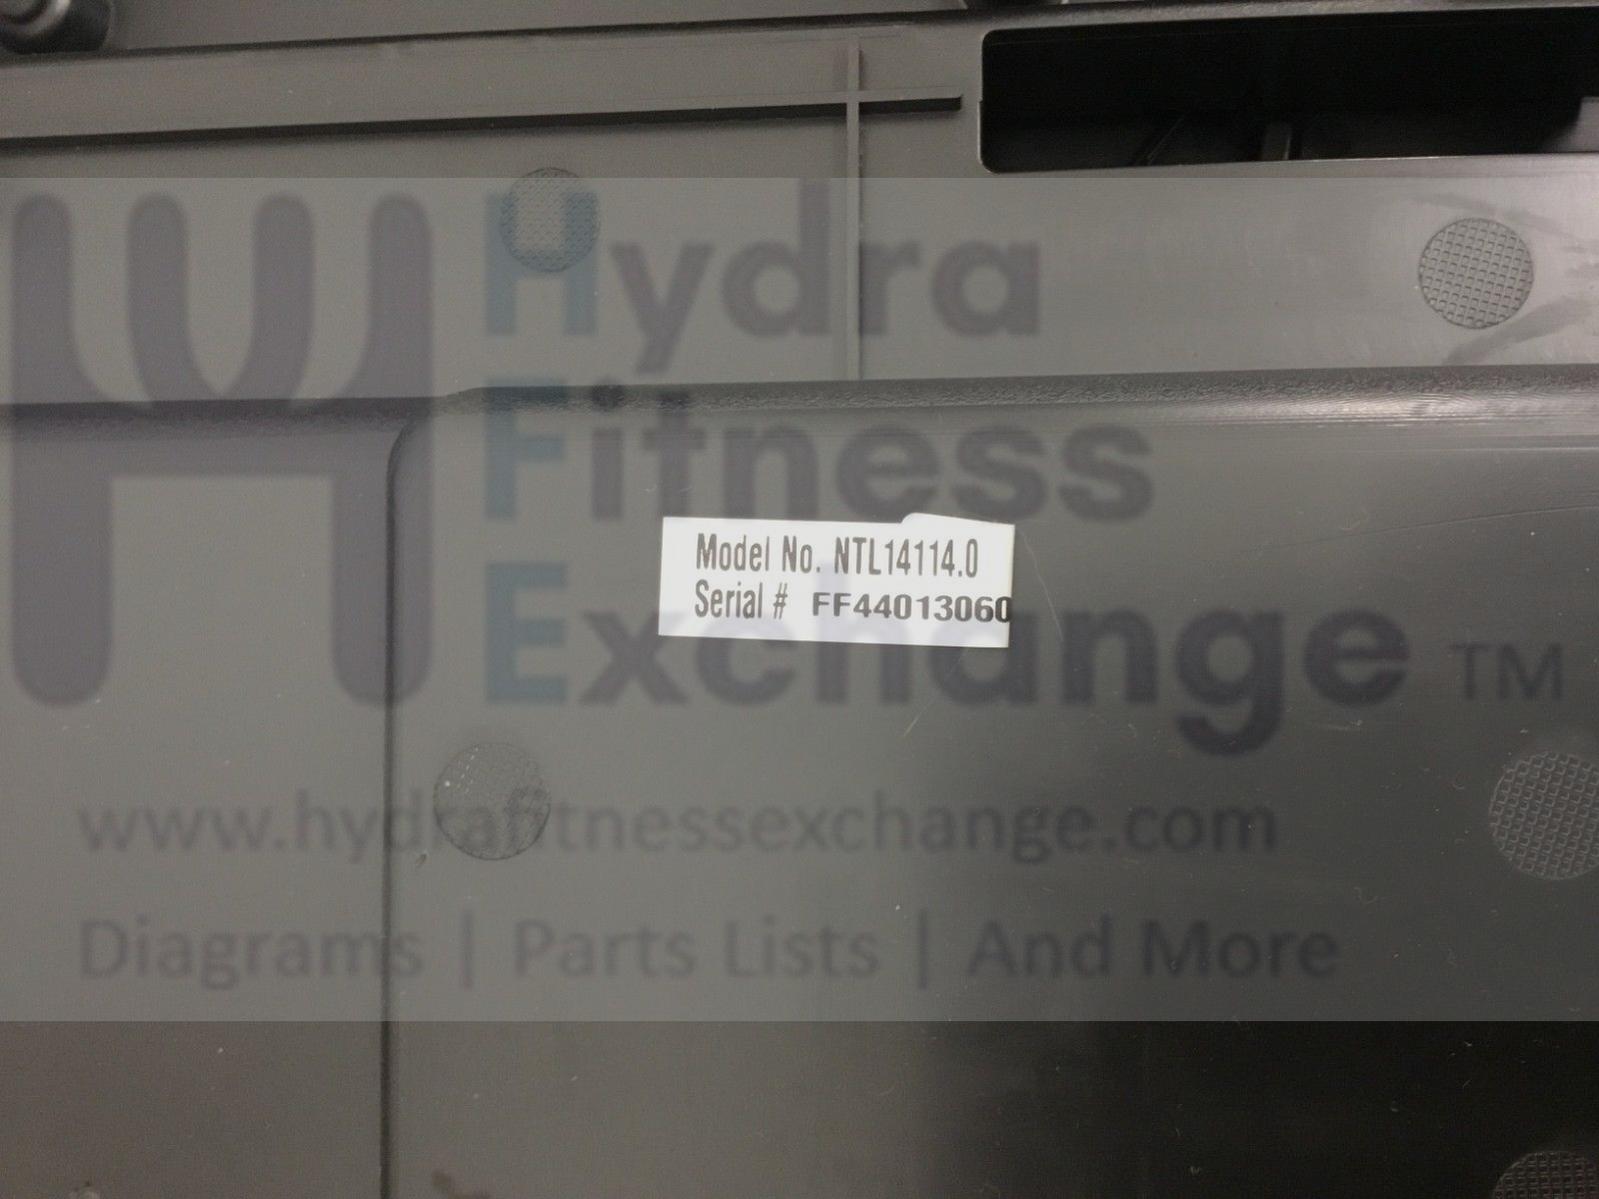 Hydra
Fitness
Exchange TM
Model No. NTL14114.0
Serial # FF44013060
www.hydrafitnessexchange.com
Diagrams | Parts Lists | And More